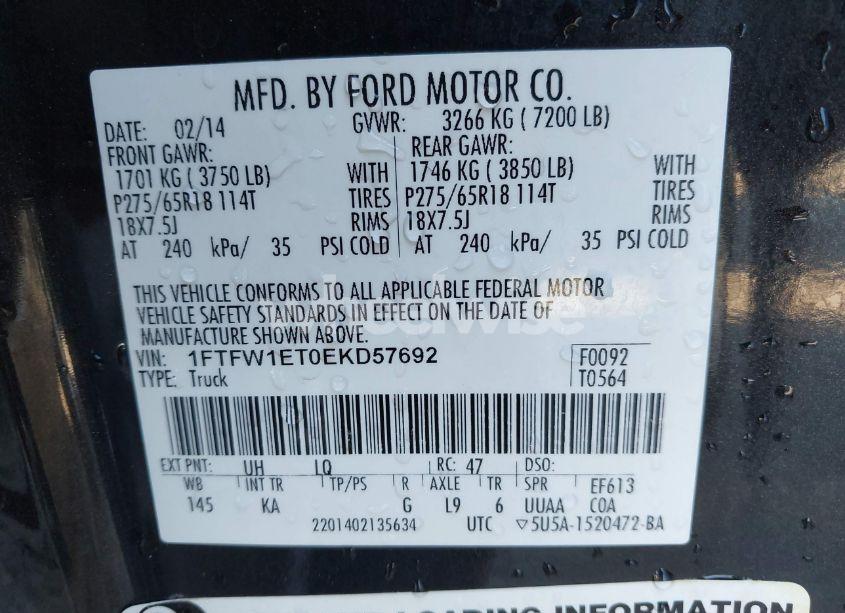 MFD. BY FORD MOTOR CO.
DATE: 02/14 GVWR: 3266 KG ( 7200 LB)
FRONT GAWR: REAR GAWR:
1701 KG ( 3750 LB) WITH 1746 KG ( 3850 LB) WITH
P275/65R18 114T TIRES P275/65R18 114T TIRES
18X7.5J RIMS 18X7.5J RIMS
AT 240 kPa/ 35 PSI COLD AT 240 kPa/ 35 PSI COLD
THIS VEHICLE CONFORMS TO ALL APPLICABLE FEDERAL MOTOR
VEHICLE SAFETY STANDARDS IN EFFECT ON THE DATE OF
MANUFACTURE SHOWN ABOVE.
VIN: 1FTFW1ET0EKD57692 F0092
TYPE: Truck T0564
EXT PNT: UH LQ RC: 47 DSO:
WB INT TR TP/PS R AXLE TR SPR EF613
145 KA G L9 6 UUAA COA
2201402135634 UTC ▽5U5A-1520472-BA
LOADING INFORMATION